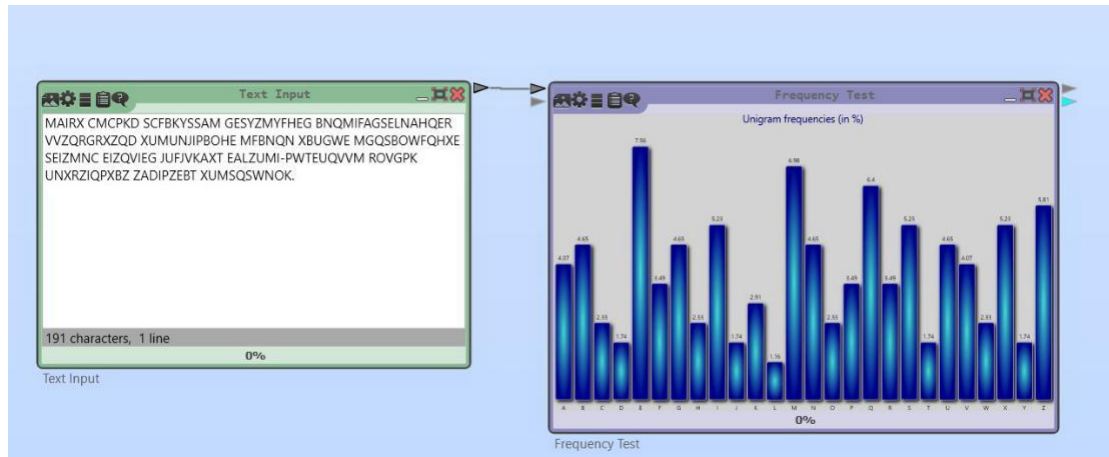 Text Input
MAIRX CMCPKD SCFBKYSSAM GESYZMYFHEG BNQMIFAGSELNAHQER
VVZQRGRXZQD XUMUNJIPBOHE MFBNQN XBUGWE MGQSBOWFQHXE
SEIZMNC EIZQVIEG JUFJVKAXT EALZUMI-PWTEUQVVM ROVGPK
UNXRZIQPXBZ ZADIPZEBT XUMSQSWNOK.
191 characters, 1 line
0%
Text Input
Frequency Test
Unigram frequencies (in %)
4.07 4.65 2.33 1.74 7.56 3.49 4.65 2.33 5.23 1.74 2.91 1.16 6.98 4.65 2.33 3.49 6.4 3.49 5.23 1.74 4.65 4.07 2.33 5.23 1.74 5.81
A B C D E F G H I J K L M N O P Q R S T U V W X Y Z
0%
Frequency Test